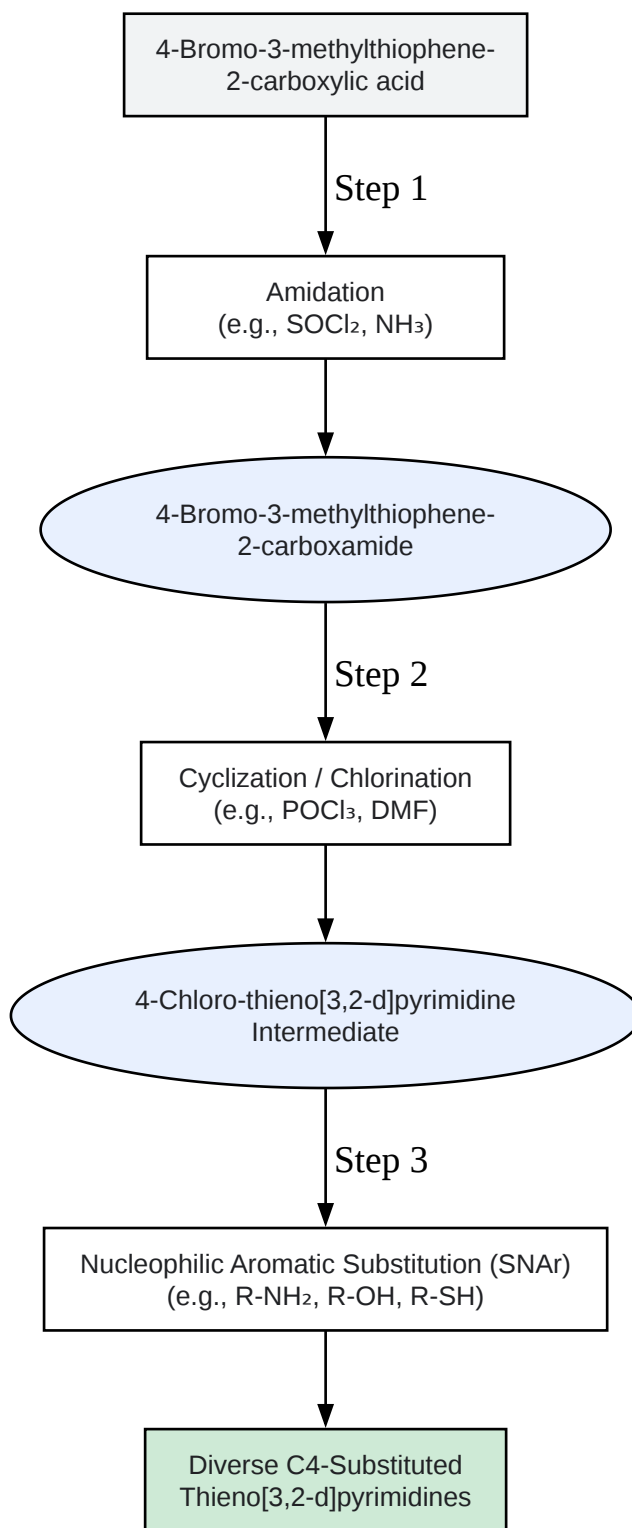 4-Bromo-3-methylthiophene-
2-carboxylic acid
Step 1
Amidation
(e.g., SOCl₂, NH₃)
4-Bromo-3-methylthiophene-
2-carboxamide
Step 2
Cyclization / Chlorination
(e.g., POCl₃, DMF)
4-Chloro-thieno[3,2-d]pyrimidine
Intermediate
Step 3
Nucleophilic Aromatic Substitution (SNAr)
(e.g., R-NH₂, R-OH, R-SH)
Diverse C4-Substituted
Thieno[3,2-d]pyrimidines